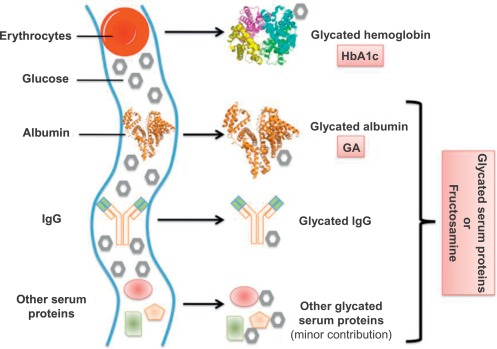 Erythrocytes
Glycated hemoglobin
HbA1c
Glucose
Albumin
Glycated albumin
GA
IgG
Glycated IgG
Other serum
proteins
Other glycated
serum proteins
(minor contribution)
Glycated serum proteins
or
Fructosamine